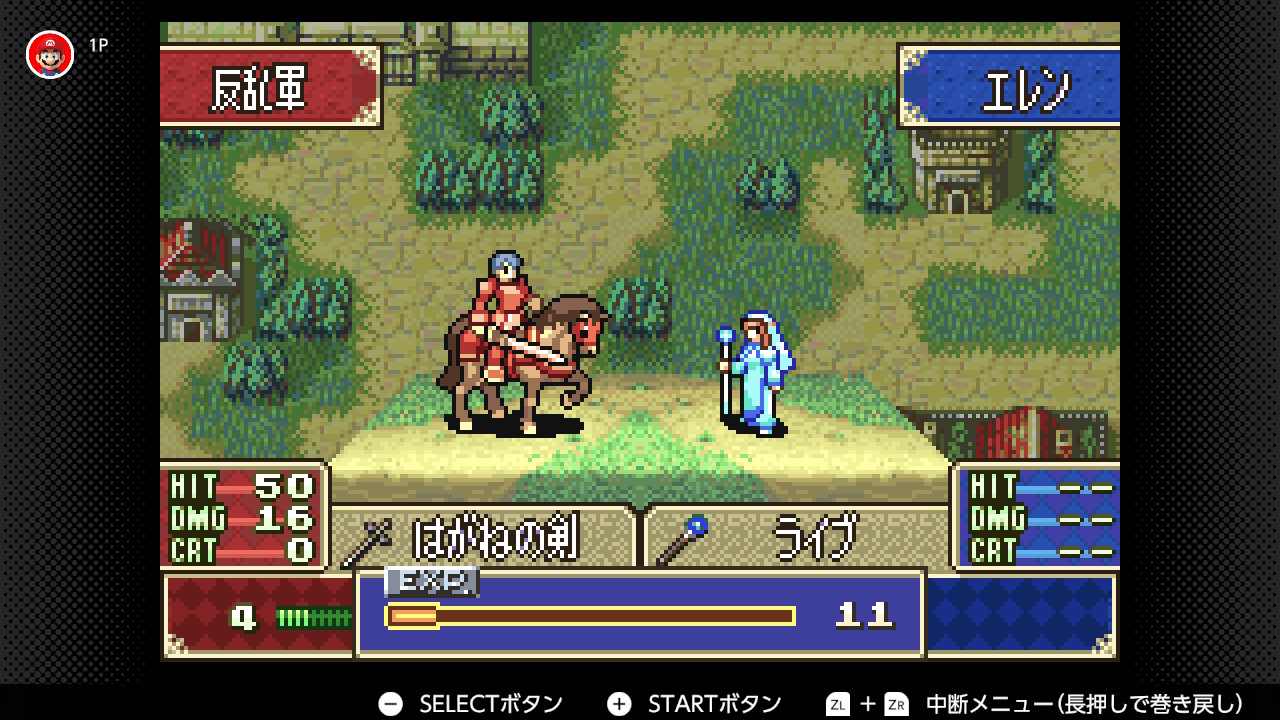 1P
反乱軍
エレン
HIT 50
DMG 16
CRT 0
はがねの剣
ライブ
HIT --
DMG --
CRT --
4
EXP.
11
− SELECTボタン
+ STARTボタン
ZL + ZR 中断メニュー(長押しで巻き戻し)